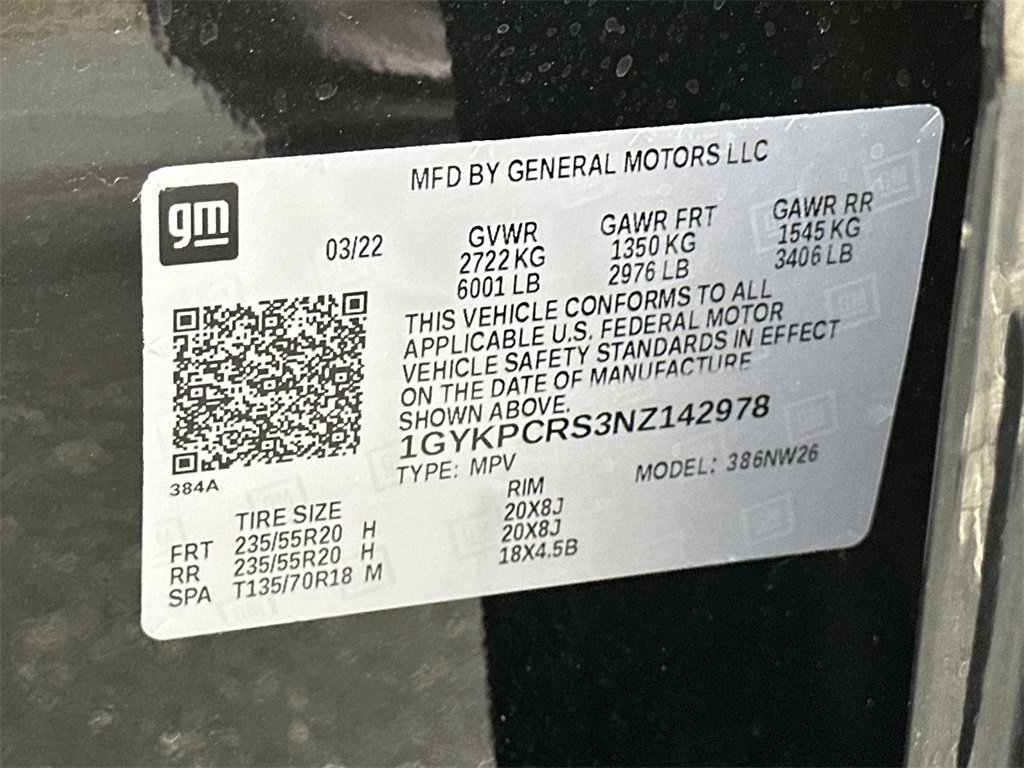 MFD BY GENERAL MOTORS LLC
gm
03/22
GVWR GAWR FRT GAWR RR
2722 KG 1350 KG 1545 KG
6001 LB 2976 LB 3406 LB
THIS VEHICLE CONFORMS TO ALL
APPLICABLE U.S. FEDERAL MOTOR
VEHICLE SAFETY STANDARDS IN EFFECT
ON THE DATE OF MANUFACTURE
SHOWN ABOVE.
1GYKPCRS3NZ142978
TYPE: MPV MODEL: 386NW26
384A
TIRE SIZE RIM
FRT 235/55R20 H 20X8J
RR 235/55R20 H 20X8J
SPA T135/70R18 M 18X4.5B